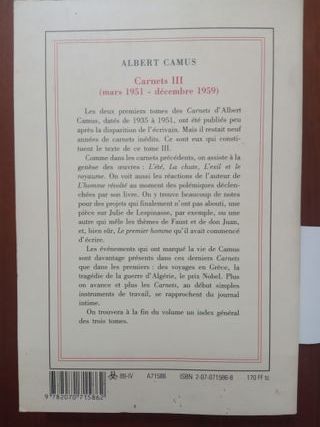 ALBERT CAMUS
Carnets III
(mars 1951 - décembre 1959)
Les deux premiers tomes des Carnets d'Albert
Camus, datés de 1935 à 1951, ont été publiés peu
après la disparition de l'écrivain. Mais il restait neuf
années de carnets inédits. Ce sont eux qui consti-
tuent le texte de ce tome III.
Comme dans les carnets précédents, on assiste à la
genèse des œuvres : L'été, La chute, L'exil et le
royaume. On voit aussi les réactions de l'auteur de
L'homme révolté au moment des polémiques déclen-
chées par son livre. On y trouve beaucoup de notes
pour des projets qui finalement n'ont pas abouti, une
pièce sur Julie de Lespinasse, par exemple, ou une
autre qui mêle les thèmes de Faust et de don Juan,
et, bien sûr, Le premier homme qu'il avait commencé
d'écrire.
Les événements qui ont marqué la vie de Camus
sont davantage présents dans ces derniers Carnets
que dans les premiers : des voyages en Grèce, la
tragédie de la guerre d'Algérie, le prix Nobel. Plus
on avance et plus les Carnets, au début simples
instruments de travail, se rapprochent du journal
intime.
On trouvera à la fin du volume un index général
des trois tomes.
89-IV A71586 ISBN 2-07-071586-6 170 FF tc
9 782070 715862